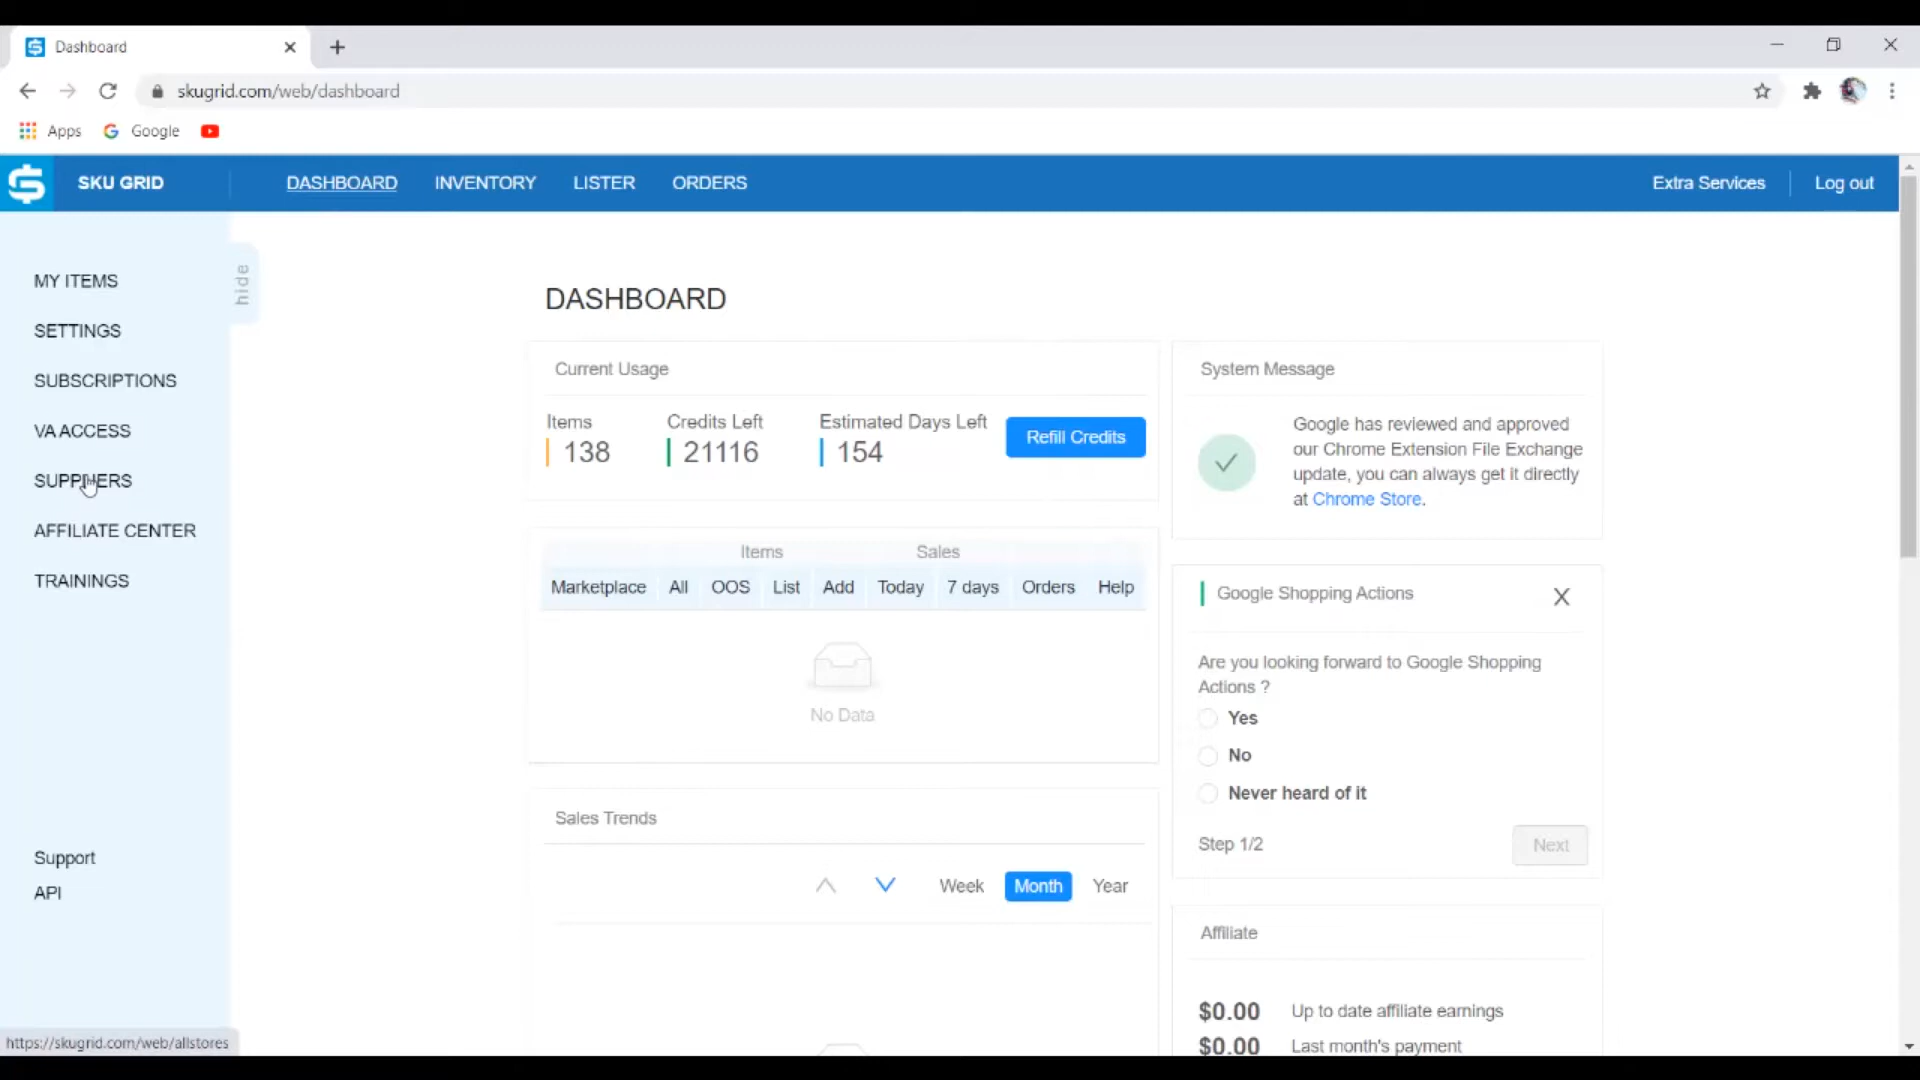 Dashboard
skugrid.com/web/dashboard
Apps
Google
SKU GRID
DASHBOARD
INVENTORY
LISTER
ORDERS
Extra Services
Log out
MY ITEMS
SETTINGS
SUBSCRIPTIONS
VA ACCESS
SUPPLIERS
AFFILIATE CENTER
TRAININGS
Support
API
hide
DASHBOARD
Current Usage
Items
138
Credits Left
21116
Estimated Days Left
154
Refill Credits
Items
Sales
Marketplace
All
OOS
List
Add
Today
7 days
Orders
Help
No Data
Sales Trends
Week
Month
Year
System Message
Google has reviewed and approved
our Chrome Extension File Exchange
update, you can always get it directly
at Chrome Store.
Google Shopping Actions
Are you looking forward to Google Shopping
Actions ?
Yes
No
Never heard of it
Step 1/2
Next
Affiliate
$0.00 Up to date affiliate earnings
$0.00 Last month's payment
https://skugrid.com/web/allstores